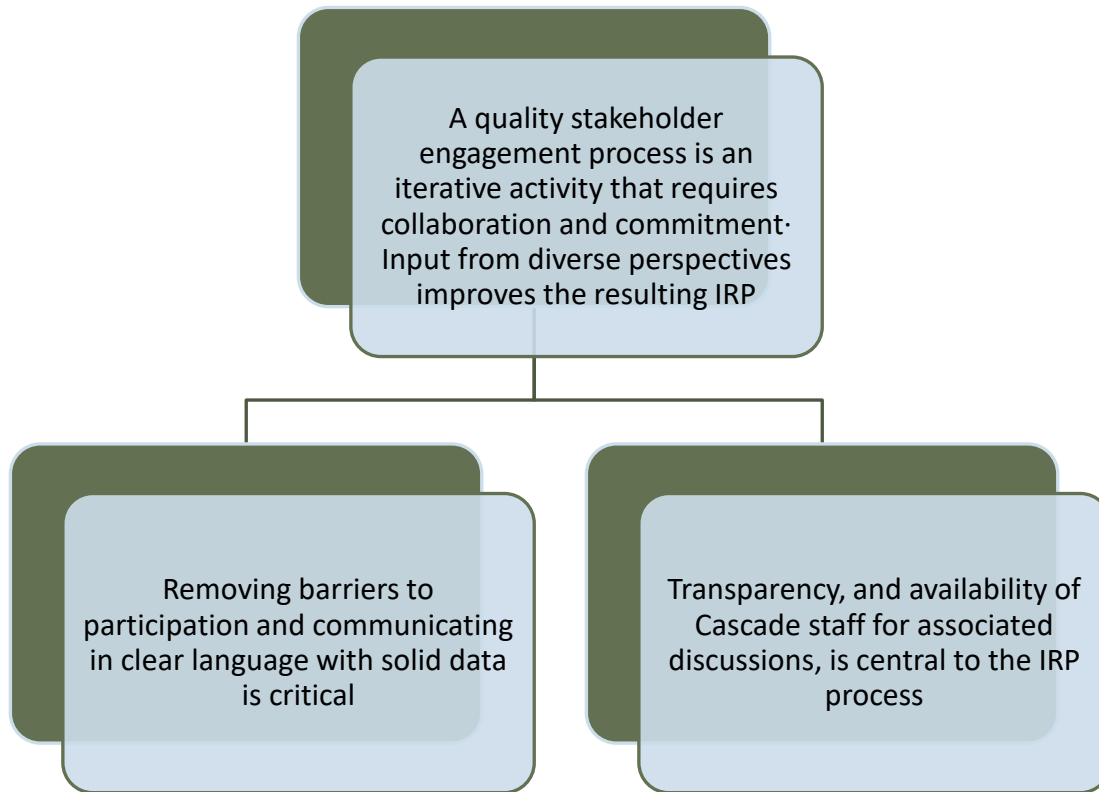 A quality stakeholder
engagement process is an
iterative activity that requires
collaboration and commitment·
Input from diverse perspectives
improves the resulting IRP
Removing barriers to
participation and communicating
in clear language with solid data
is critical
Transparency, and availability of
Cascade staff for associated
discussions, is central to the IRP
process